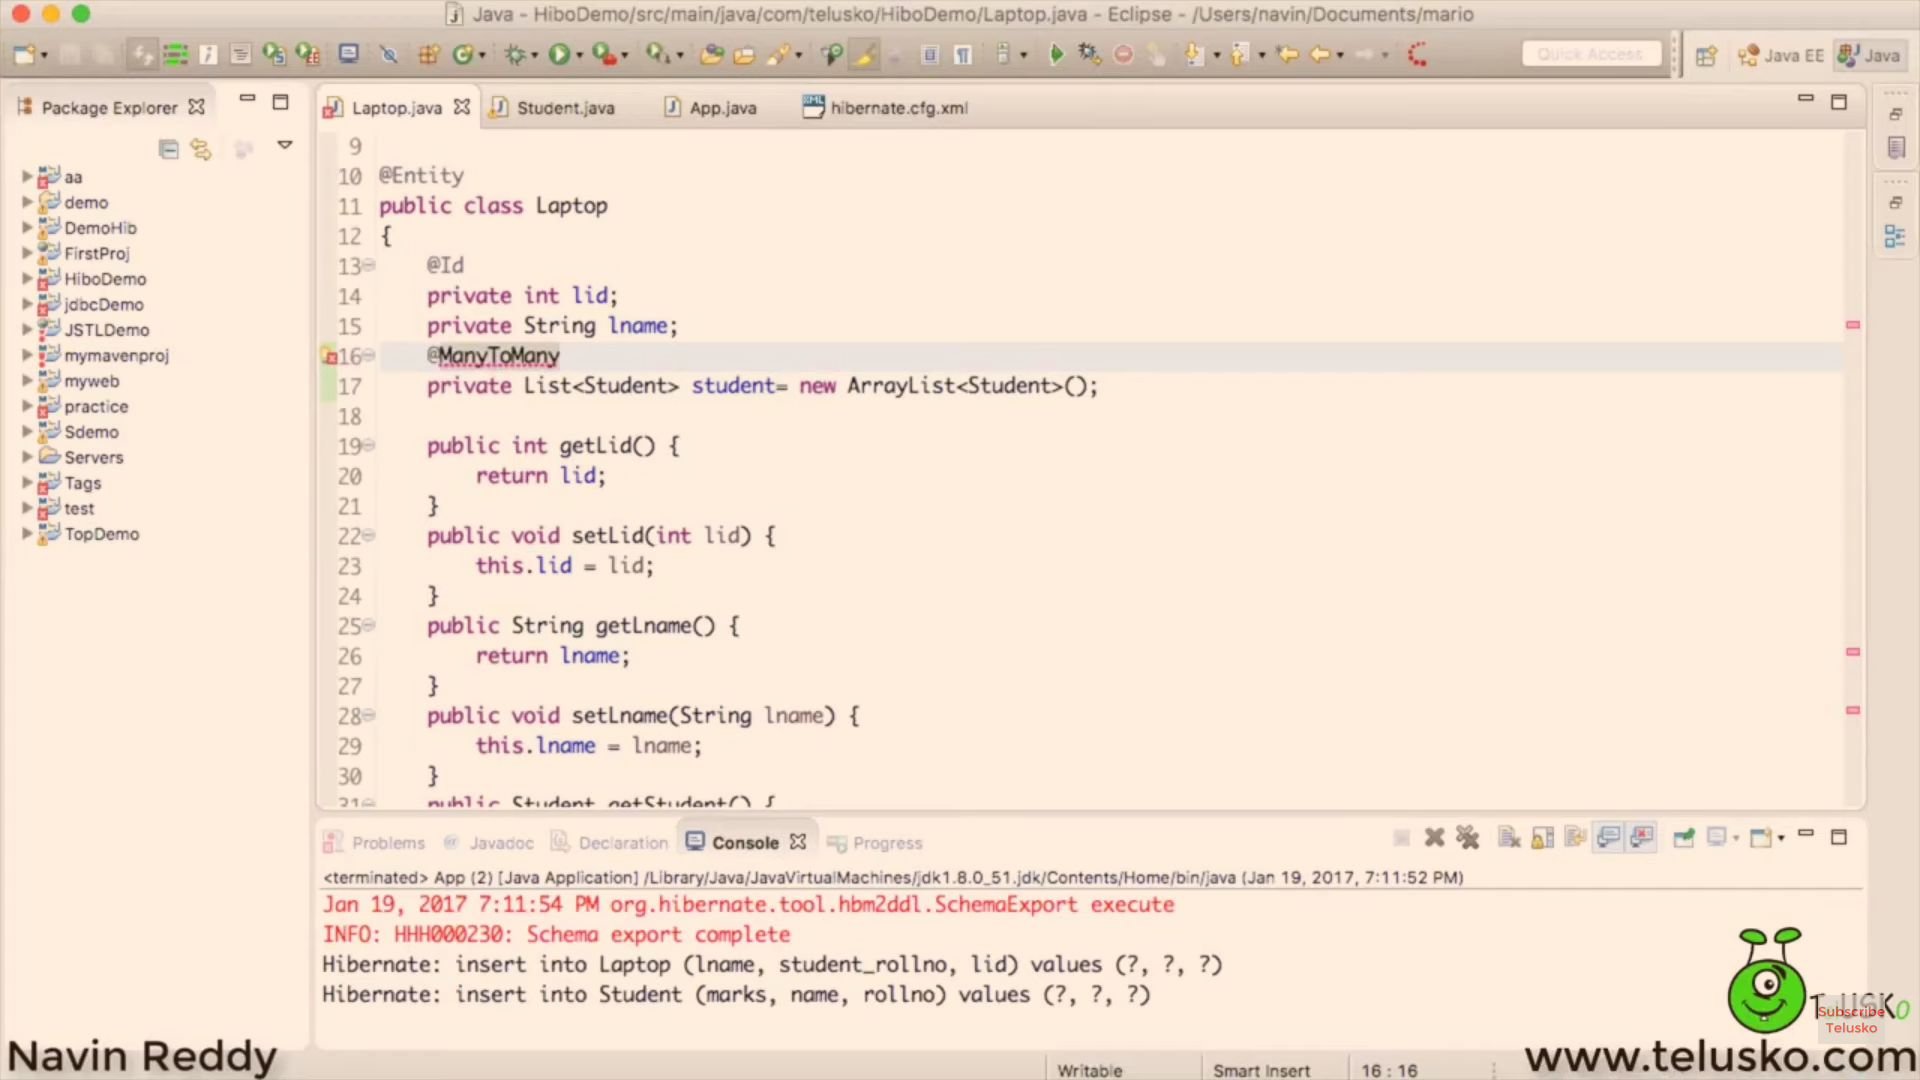 Java - HiboDemo/src/main/java/com/telusko/HiboDemo/Laptop.java - Eclipse - /Users/navin/Documents/mario
Quick Access
Java EE
Java
Package Explorer
Laptop.java
Student.java
App.java
hibernate.cfg.xml
aa
demo
DemoHib
FirstProj
HiboDemo
jdbcDemo
JSTLDemo
mymavenproj
myweb
practice
Sdemo
Servers
Tags
test
TopDemo
9
10 @Entity
11 public class Laptop
12 {
13 @Id
14 private int lid;
15 private String lname;
16 @ManyToMany
17 private List<Student> student= new ArrayList<Student>();
18
19 public int getLid() {
20 return lid;
21 }
22 public void setLid(int lid) {
23 this.lid = lid;
24 }
25 public String getLname() {
26 return lname;
27 }
28 public void setLname(String lname) {
29 this.lname = lname;
30 }
31 public Student getStudent() {
Problems
Javadoc
Declaration
Console
Progress
<terminated> App (2) [Java Application] /Library/Java/JavaVirtualMachines/jdk1.8.0_51.jdk/Contents/Home/bin/java (Jan 19, 2017, 7:11:52 PM)
Jan 19, 2017 7:11:54 PM org.hibernate.tool.hbm2ddl.SchemaExport execute
INFO: HHH000230: Schema export complete
Hibernate: insert into Laptop (lname, student_rollno, lid) values (?, ?, ?)
Hibernate: insert into Student (marks, name, rollno) values (?, ?, ?)
Subscribe
Telusko
Navin Reddy
www.telusko.com
Writable
Smart Insert
16 : 16